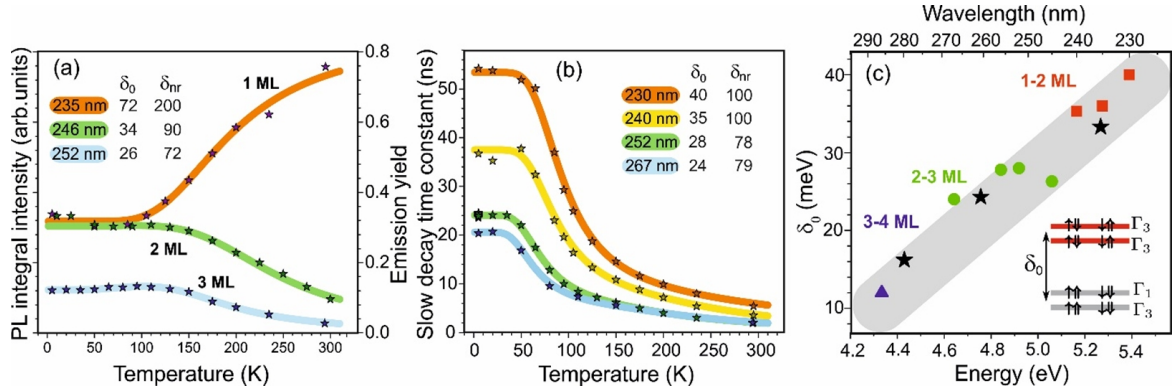 (a)
PL integral intensity (arb.units)
δ₀ δnr
235 nm 72 200
246 nm 34 90
252 nm 26 72
1 ML
2 ML
3 ML
0.8
0.6
0.4
0.2
0.0
Emission yield
0 50 100 150 200 250 300
Temperature (K)
(b)
Slow decay time constant (ns)
50
40
30
20
10
0
δ₀ δnr
230 nm 40 100
240 nm 35 100
252 nm 28 78
267 nm 24 79
0 50 100 150 200 250 300
Temperature (K)
Wavelength (nm)
290 280 270 260 250 240 230
(c)
δ₀ (meV)
40
30
20
10
1-2 ML
2-3 ML
3-4 ML
δ₀
Γ₃
Γ₃
Γ₁
Γ₃
4.2 4.4 4.6 4.8 5.0 5.2 5.4
Energy (eV)